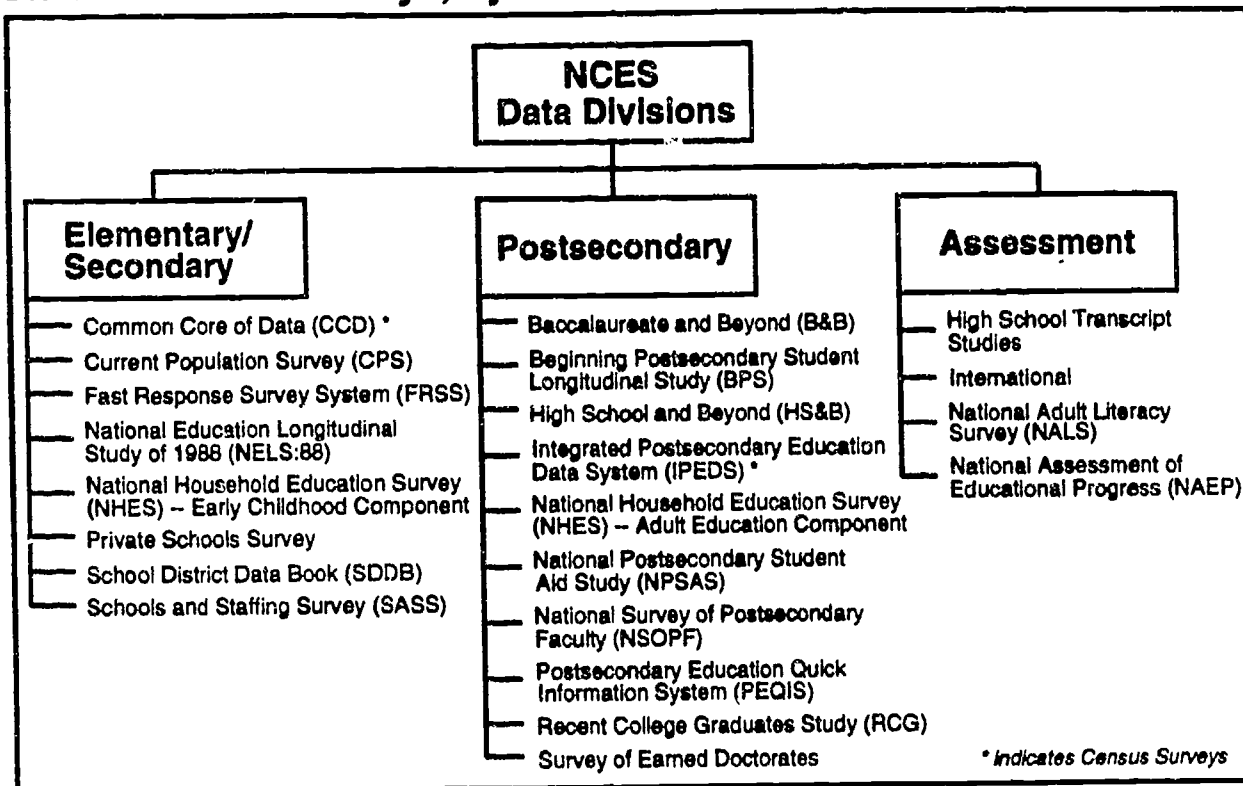 NCES
Data Divisions
Elementary/
Secondary
Common Core of Data (CCD) *
Current Population Survey (CPS)
Fast Response Survey System (FRSS)
National Education Longitudinal
Study of 1988 (NELS:88)
National Household Education Survey
(NHES) -- Early Childhood Component
Private Schools Survey
School District Data Book (SDDB)
Schools and Staffing Survey (SASS)
Postsecondary
Baccalaureate and Beyond (B&B)
Beginning Postsecondary Student
Longitudinal Study (BPS)
High School and Beyond (HS&B)
Integrated Postsecondary Education
Data System (IPEDS) *
National Household Education Survey
(NHES) -- Adult Education Component
National Postsecondary Student
Aid Study (NPSAS)
National Survey of Postsecondary
Faculty (NSOPF)
Postsecondary Education Quick
Information System (PEQIS)
Recent College Graduates Study (RCG)
Survey of Earned Doctorates
Assessment
High School Transcript
Studies
International
National Adult Literacy
Survey (NALS)
National Assessment of
Educational Progress (NAEP)
* Indicates Census Surveys